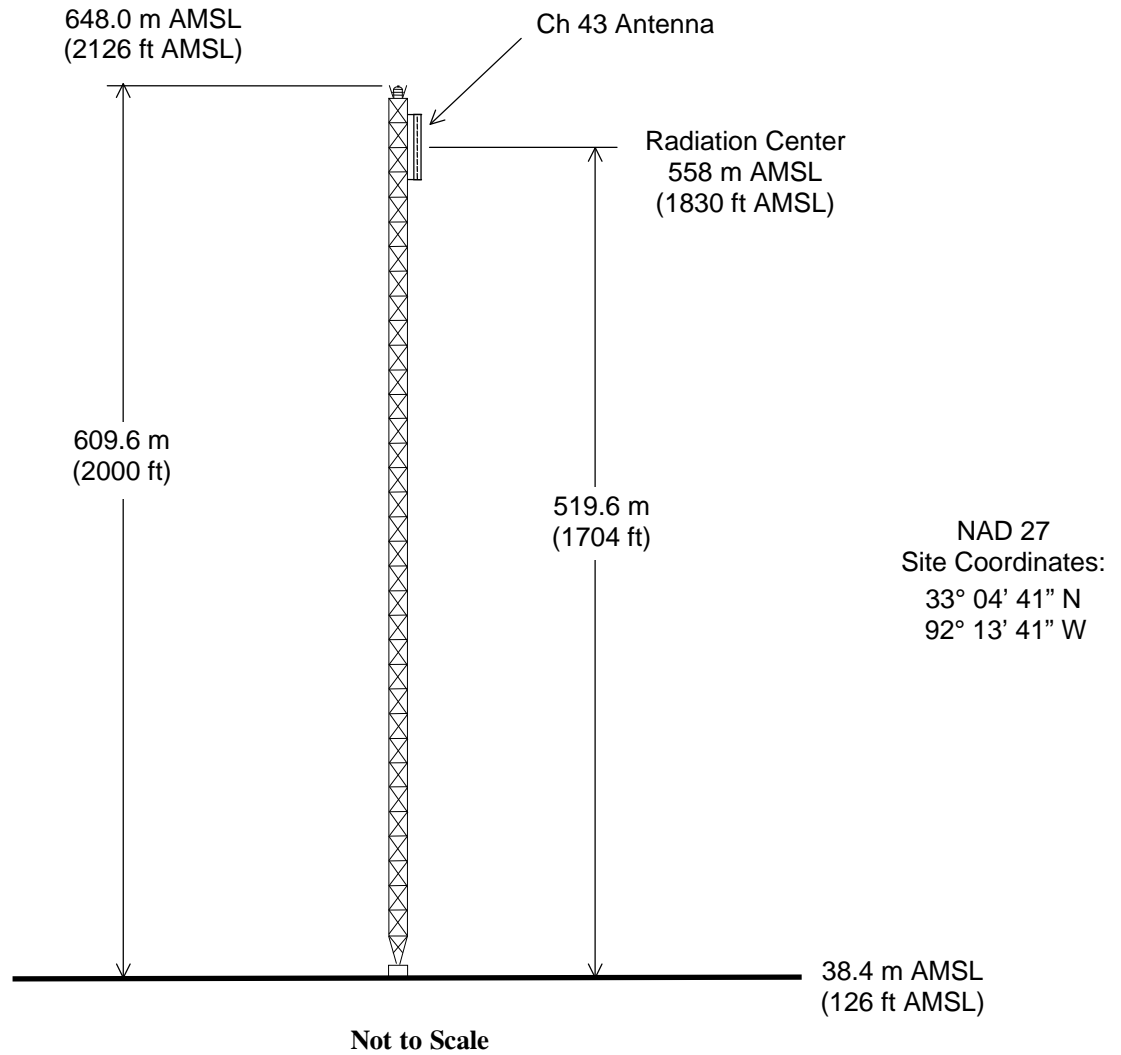 648.0 m AMSL
(2126 ft AMSL)
Ch 43 Antenna
Radiation Center
558 m AMSL
(1830 ft AMSL)
609.6 m
(2000 ft)
519.6 m
(1704 ft)
NAD 27
Site Coordinates:
33° 04’ 41” N
92° 13’ 41” W
38.4 m AMSL
(126 ft AMSL)
Not to Scale